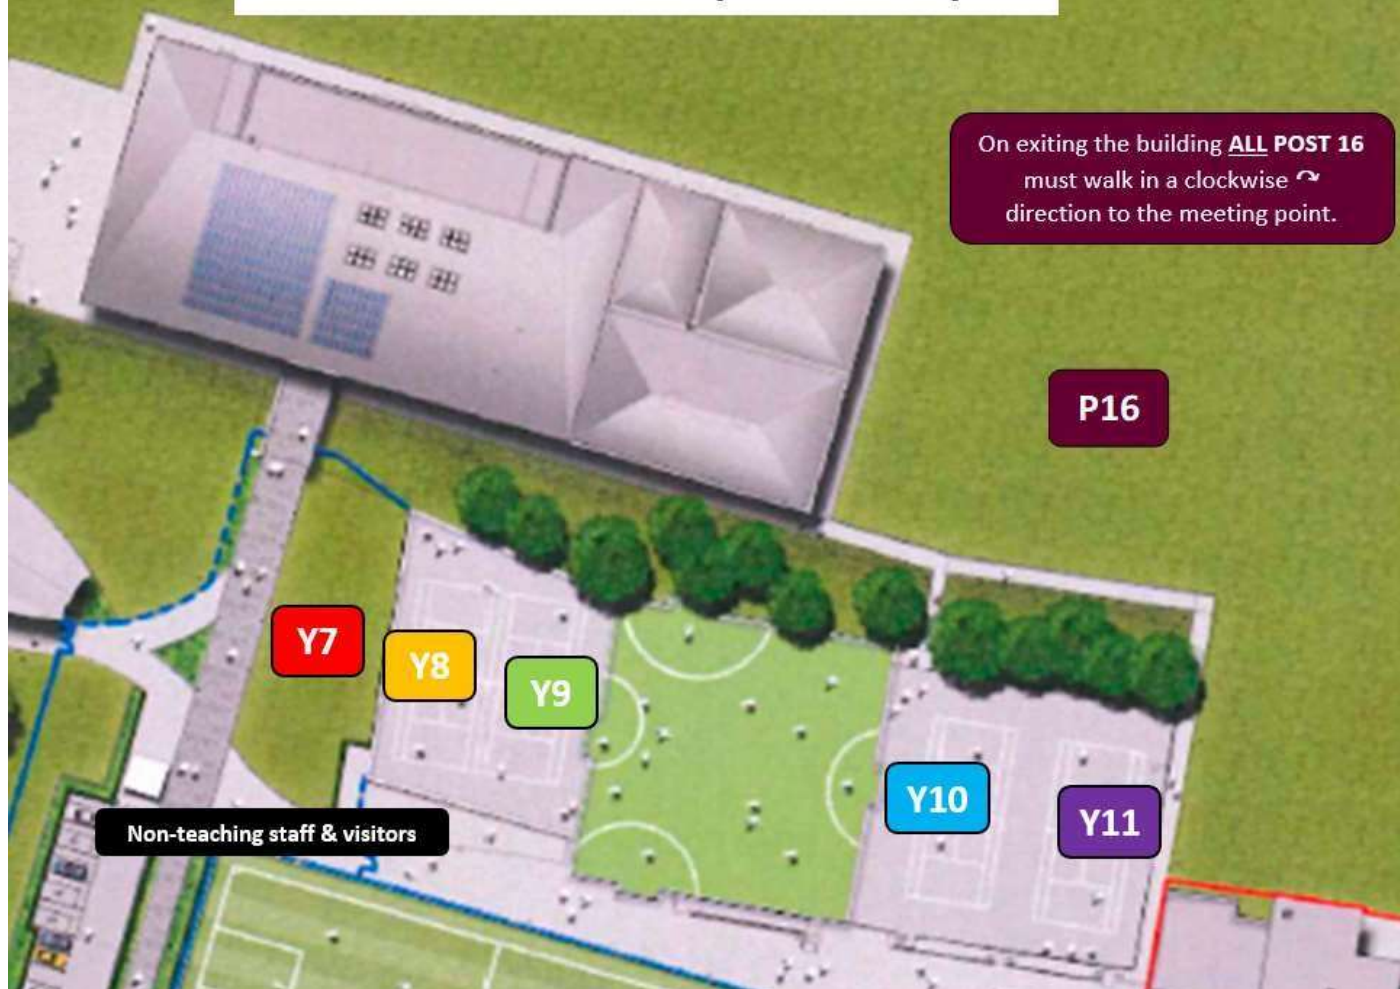 On exiting the building ALL POST 16
must walk in a clockwise ↷
direction to the meeting point.
P16
Y7
Y8
Y9
Y10
Y11
Non-teaching staff & visitors